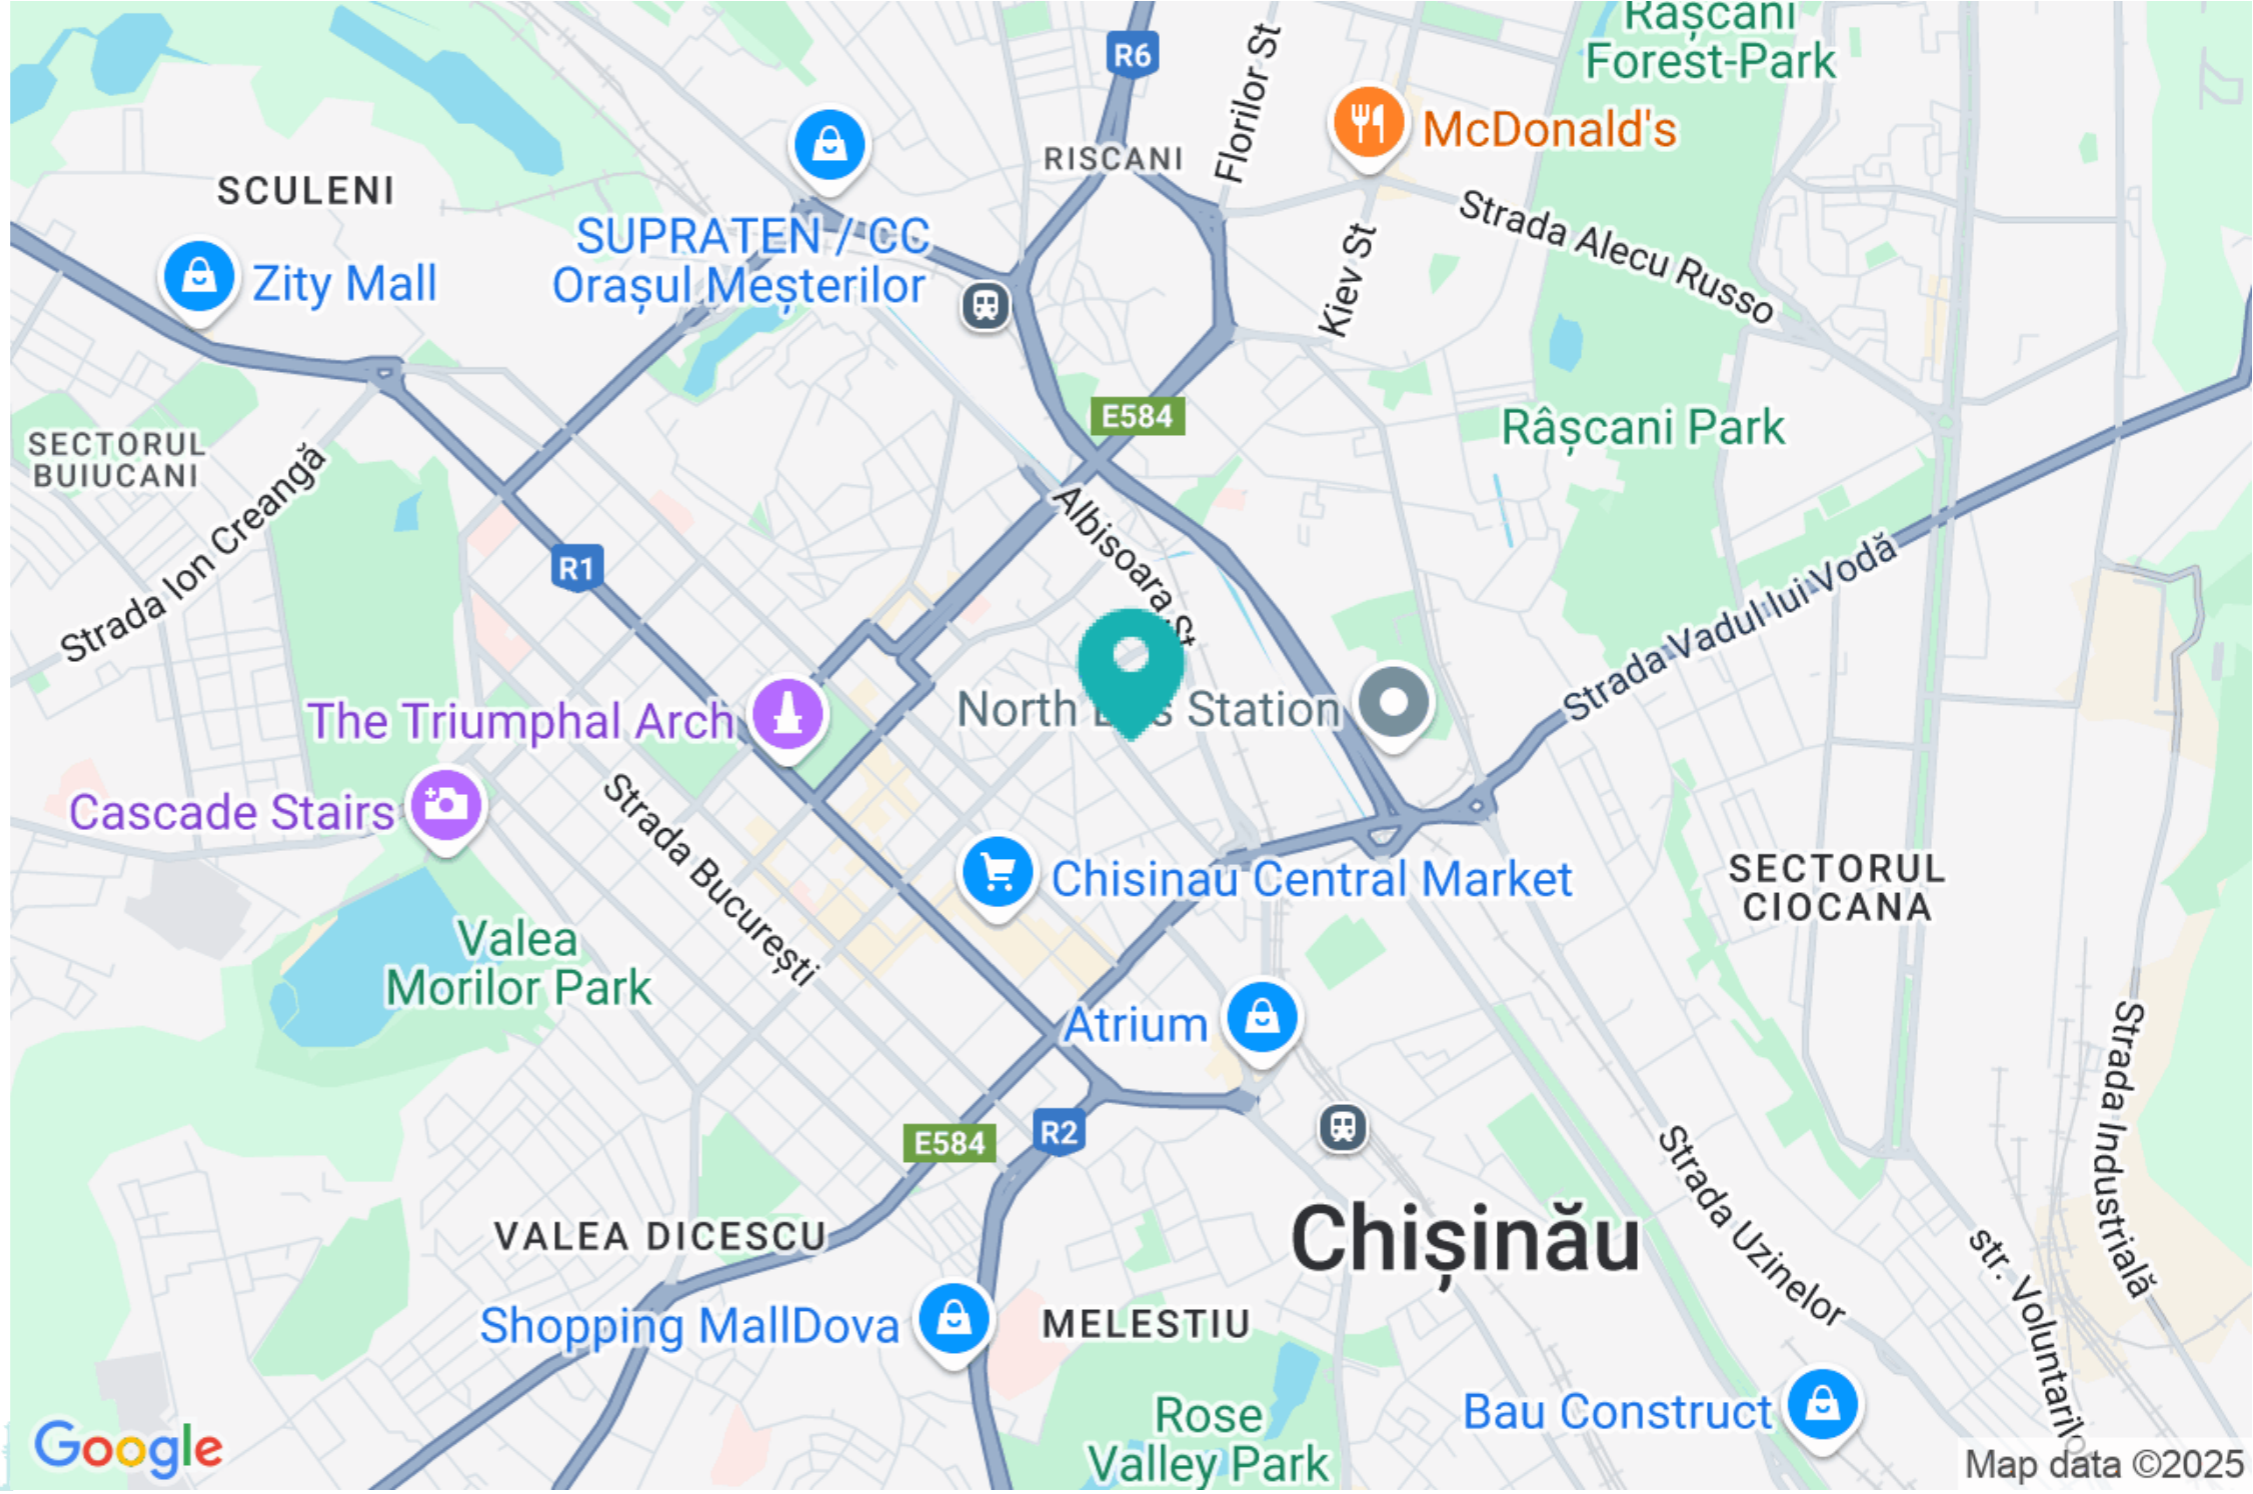 Râșcani
Forest-Park
R6
Florilor St
McDonald's
RISCANI
SCULENI
Strada Alecu Russo
SUPRATEN / CC
Orașul Meșterilor
Zity Mall
Kiev St
E584
Râșcani Park
SECTORUL
BUIUCANI
Strada Ion Creangă
R1
Albisoara St
Strada Vadul lui Vodă
North Bus Station
The Triumphal Arch
Cascade Stairs
Strada București
Chisinau Central Market
SECTORUL
CIOCANA
Valea
Morilor Park
Atrium
Strada Industrială
E584
R2
Strada Uzinelor
Chișinău
VALEA DICESCU
str. Voluntarilo
Shopping MallDova
MELESTIU
Rose
Valley Park
Bau Construct
Google
Map data ©2025